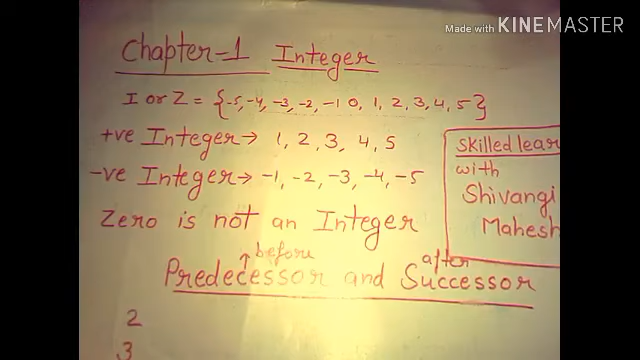 Made with KINEMASTER
Chapter-1 Integer
I or Z = {-5, -4, -3, -2, -1 0, 1, 2, 3, 4, 5}
+ve Integer→ 1, 2, 3, 4, 5
-ve Integer→ -1, -2, -3, -4, -5
Zero is not an Integer
Skilled lear
with
Shivangi
Mahesh
↑ before after
Predecessor and Successor
2
3